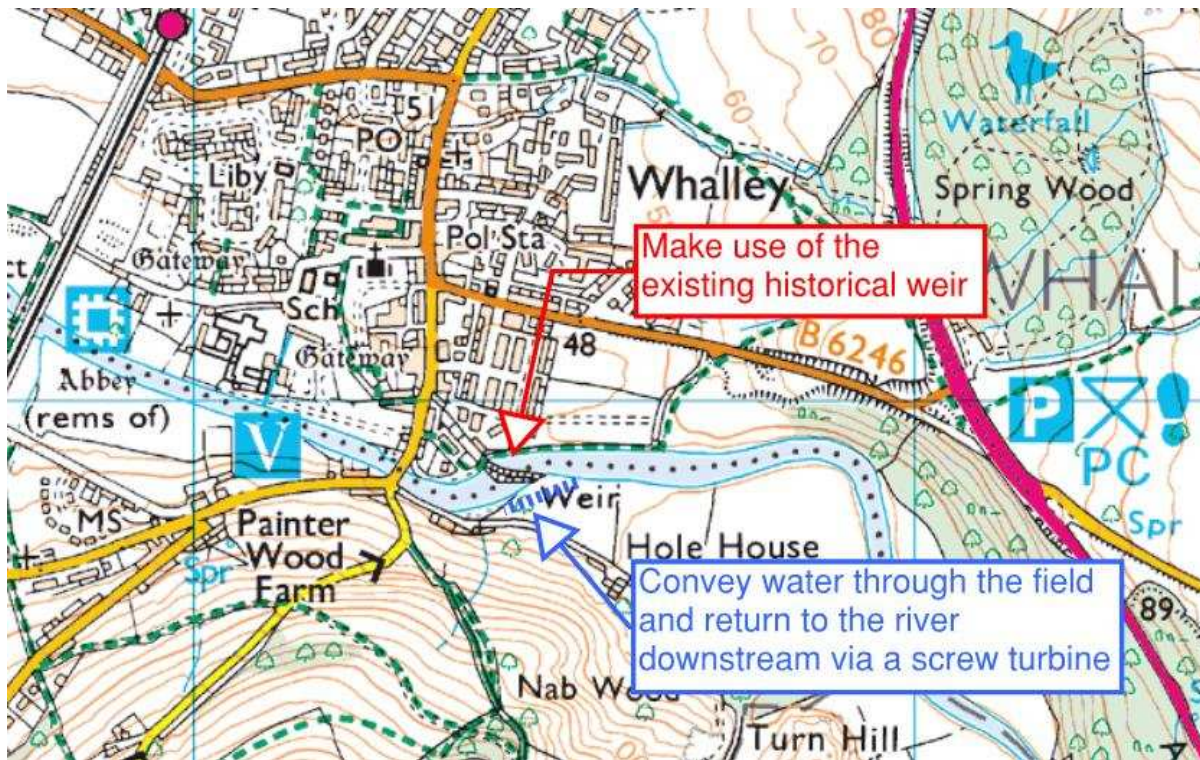 70
80
60
51
PO
Waterfall
Liby
Whalley
Spring Wood
Pol Sta
Gateway
Make use of the
existing historical weir
WHAL
Sch
48
Gateway
B 6246
Abbey
(rems of)
V
P
PC
MS
Weir
Painter
Wood
Farm
Spr
Spr
Hole House
Convey water through the field
and return to the river
downstream via a screw turbine
89
Nab Wood
Turn Hill